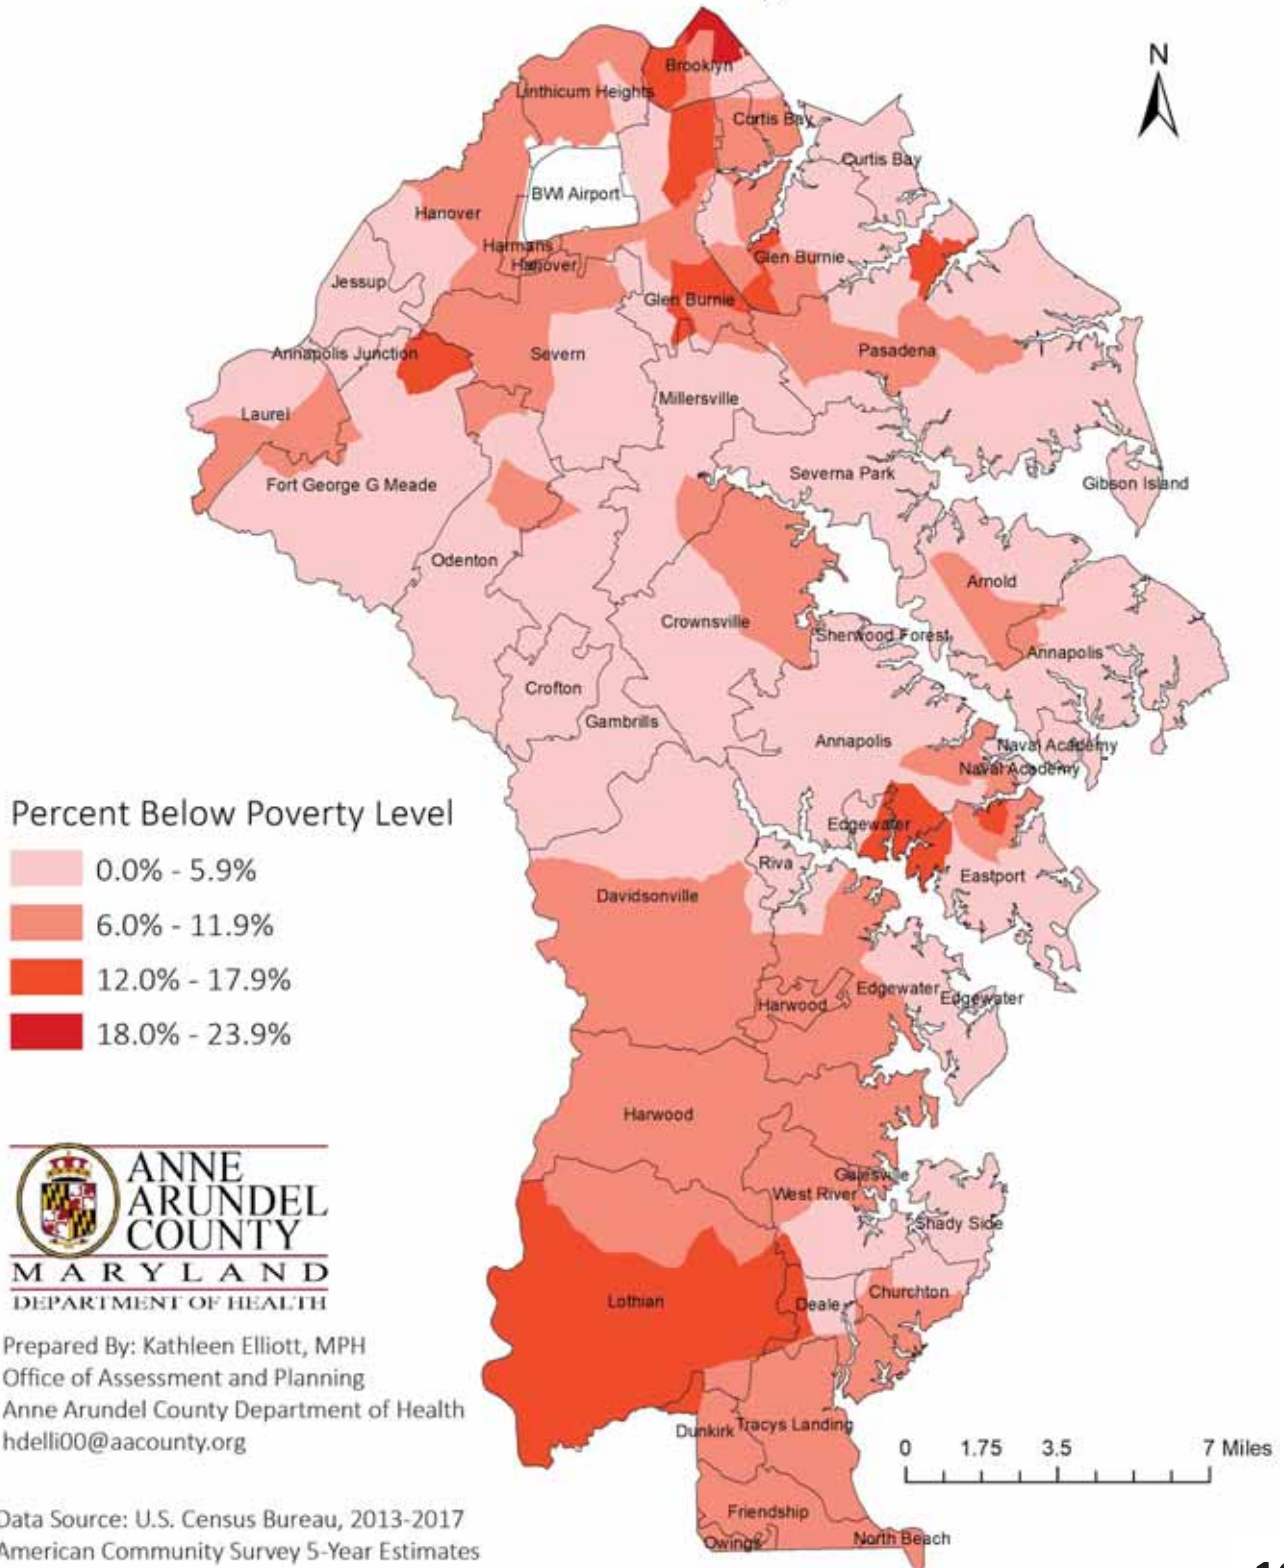 N
Brooklyn
Linthicum Heights
Curtis Bay
Curtis Bay
BWI Airport
Hanover
Harmans
Hanover
Glen Burnie
Jessup
Glen Burnie
Annapolis Junction
Severn
Pasadena
Millersville
Laurel
Severna Park
Fort George G Meade
Gibson Island
Odenton
Arnold
Crownsville
Sherwood Forest
Annapolis
Crofton
Gambrills
Annapolis
Naval Academy
Naval Academy
Percent Below Poverty Level
0.0% - 5.9%
6.0% - 11.9%
12.0% - 17.9%
18.0% - 23.9%
Edgewater
Riva
Eastport
Davidsonville
Edgewater
Edgewater
Harwood
Harwood
Galesville
West River
Shady Side
Churchton
Deale
Lothian
Dunkirk
Tracys Landing
Friendship
Owings
North Beach
ANNE
ARUNDEL
COUNTY
MARYLAND
DEPARTMENT OF HEALTH
Prepared By: Kathleen Elliott, MPH
Office of Assessment and Planning
Anne Arundel County Department of Health
hdelli00@aacounty.org
0 1.75 3.5 7 Miles
Data Source: U.S. Census Bureau, 2013-2017
American Community Survey 5-Year Estimates